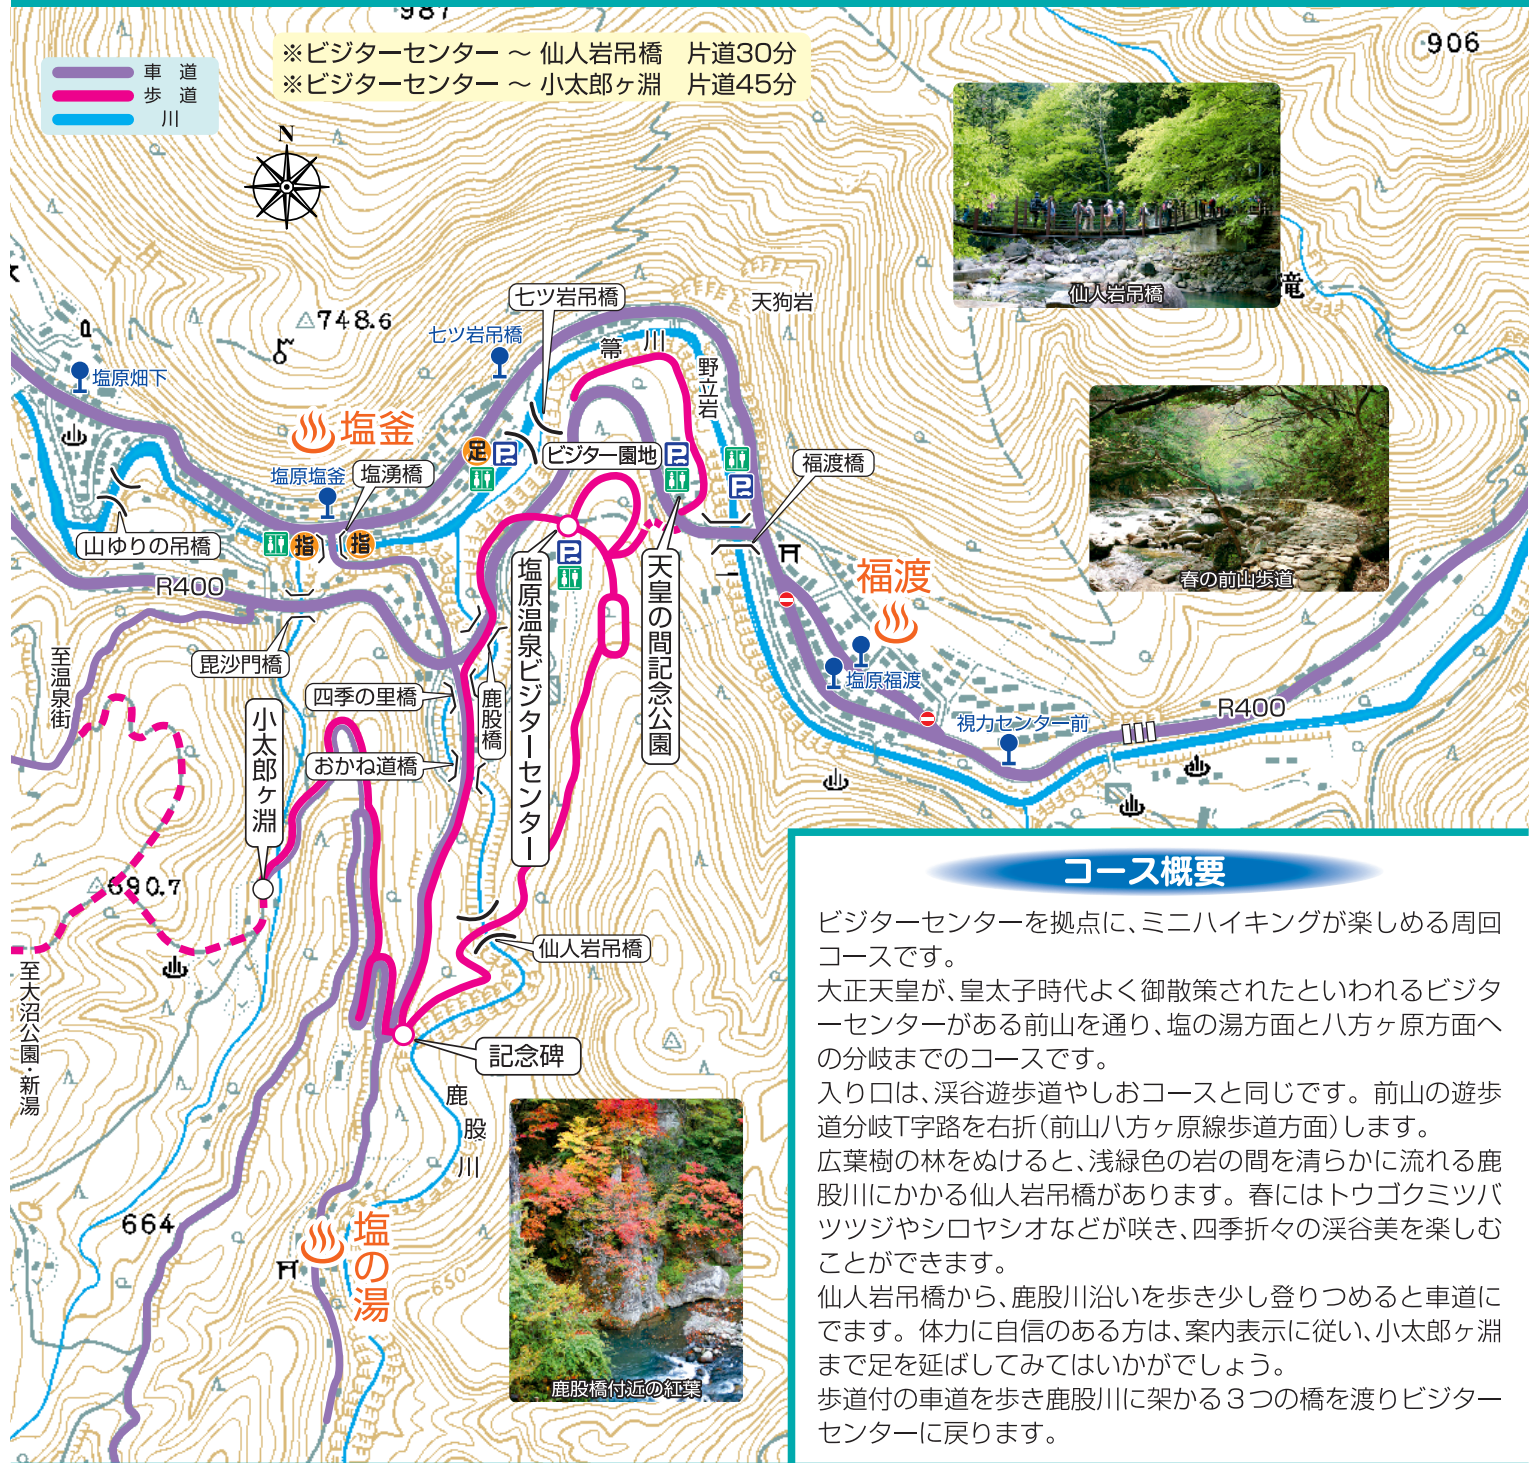 987
906
※ビジターセンター ～ 仙人岩吊橋　片道30分
※ビジターセンター ～ 小太郎ヶ淵　片道45分
車　道
歩　道
川
N
仙人岩吊橋
滝
七ツ岩吊橋
天狗岩
748.6
七ツ岩吊橋
箒川
野立岩
塩原畑下
塩釜
足
P
ビジター園地
P
福渡橋
塩原塩釜
塩湧橋
P
山ゆりの吊橋
指
指
P
R400
福渡
春の前山歩道
塩原温泉ビジターセンター
天皇の間記念公園
至温泉街
毘沙門橋
四季の里橋
鹿股橋
塩原福渡
小太郎ヶ淵
おかね道橋
視力センター前
R400
690.7
仙人岩吊橋
至大沼公園・新湯
記念碑
鹿股川
664
塩の湯
650
鹿股橋付近の紅葉
コース概要
ビジターセンターを拠点に、ミニハイキングが楽しめる周回
コースです。
大正天皇が、皇太子時代よく御散策されたといわれるビジタ
ーセンターがある前山を通り、塩の湯方面と八方ヶ原方面へ
の分岐までのコースです。
入り口は、渓谷遊歩道やしおコースと同じです。前山の遊歩
道分岐T字路を右折（前山八方ヶ原線歩道方面）します。
広葉樹の林をぬけると、浅緑色の岩の間を清らかに流れる鹿
股川にかかる仙人岩吊橋があります。春にはトウゴクミツバ
ツツジやシロヤシオなどが咲き、四季折々の渓谷美を楽しむ
ことができます。
仙人岩吊橋から、鹿股川沿いを歩き少し登りつめると車道に
でます。体力に自信のある方は、案内表示に従い、小太郎ヶ淵
まで足を延ばしてみてはいかがでしょう。
歩道付の車道を歩き鹿股川に架かる３つの橋を渡りビジター
センターに戻ります。